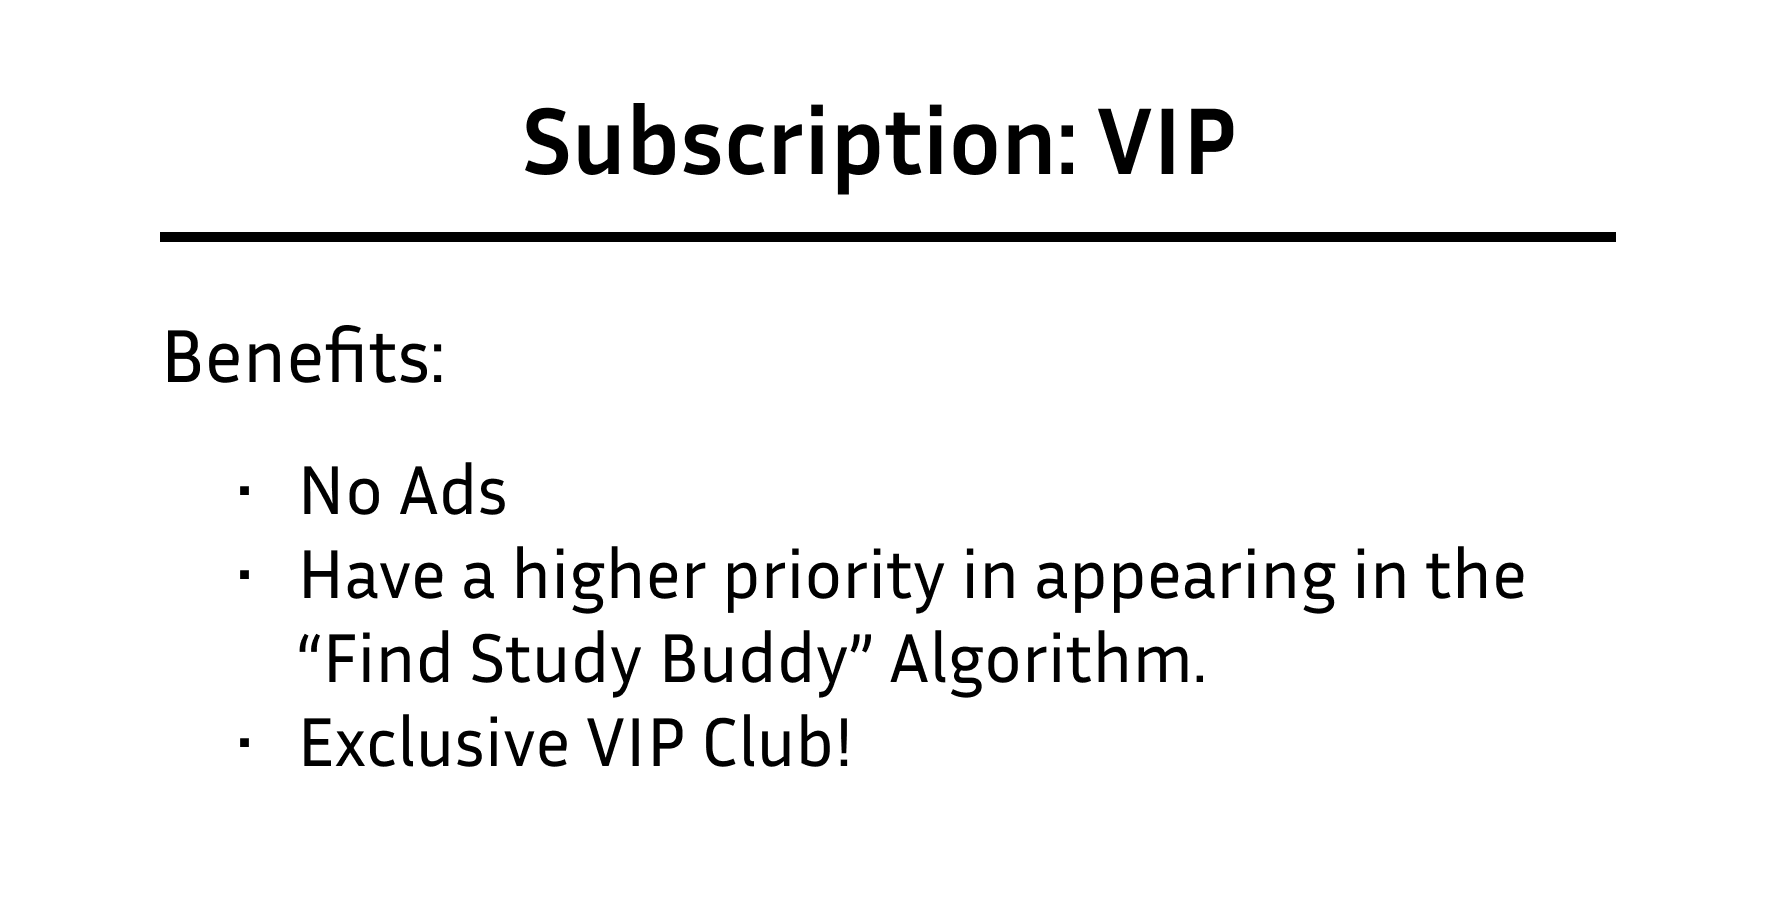 Subscription: VIP
Benefits:
· No Ads
· Have a higher priority in appearing in the
“Find Study Buddy” Algorithm.
· Exclusive VIP Club!